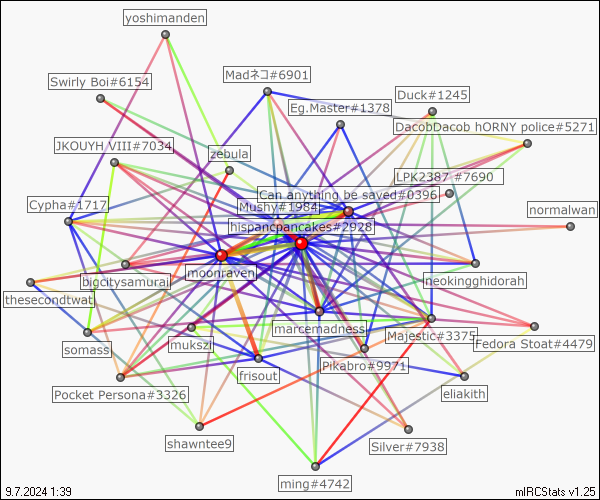 yoshimanden
Swirly Boi#6154
Madネコ#6901
Eg.Master#1378
Duck#1245
DacobDacob hORNY police#5271
JKOUYH VIII#7034
zebula
LPK2387 #7690
Can anything be saved#0396
Cypha#1717
Mushy#1984
normalwan
hispancpancakes#2928
moonraven
bigcitysamurai
neokingghidorah
thesecondtwat
marcemadness
Majestic#3375
Fedora Stoat#4479
somass
mukszi
Pikabro#9971
frisout
eliakith
Pocket Persona#3326
shawntee9
Silver#7938
ming#4742
9.7.2024 1:39
mIRCStats v1.25